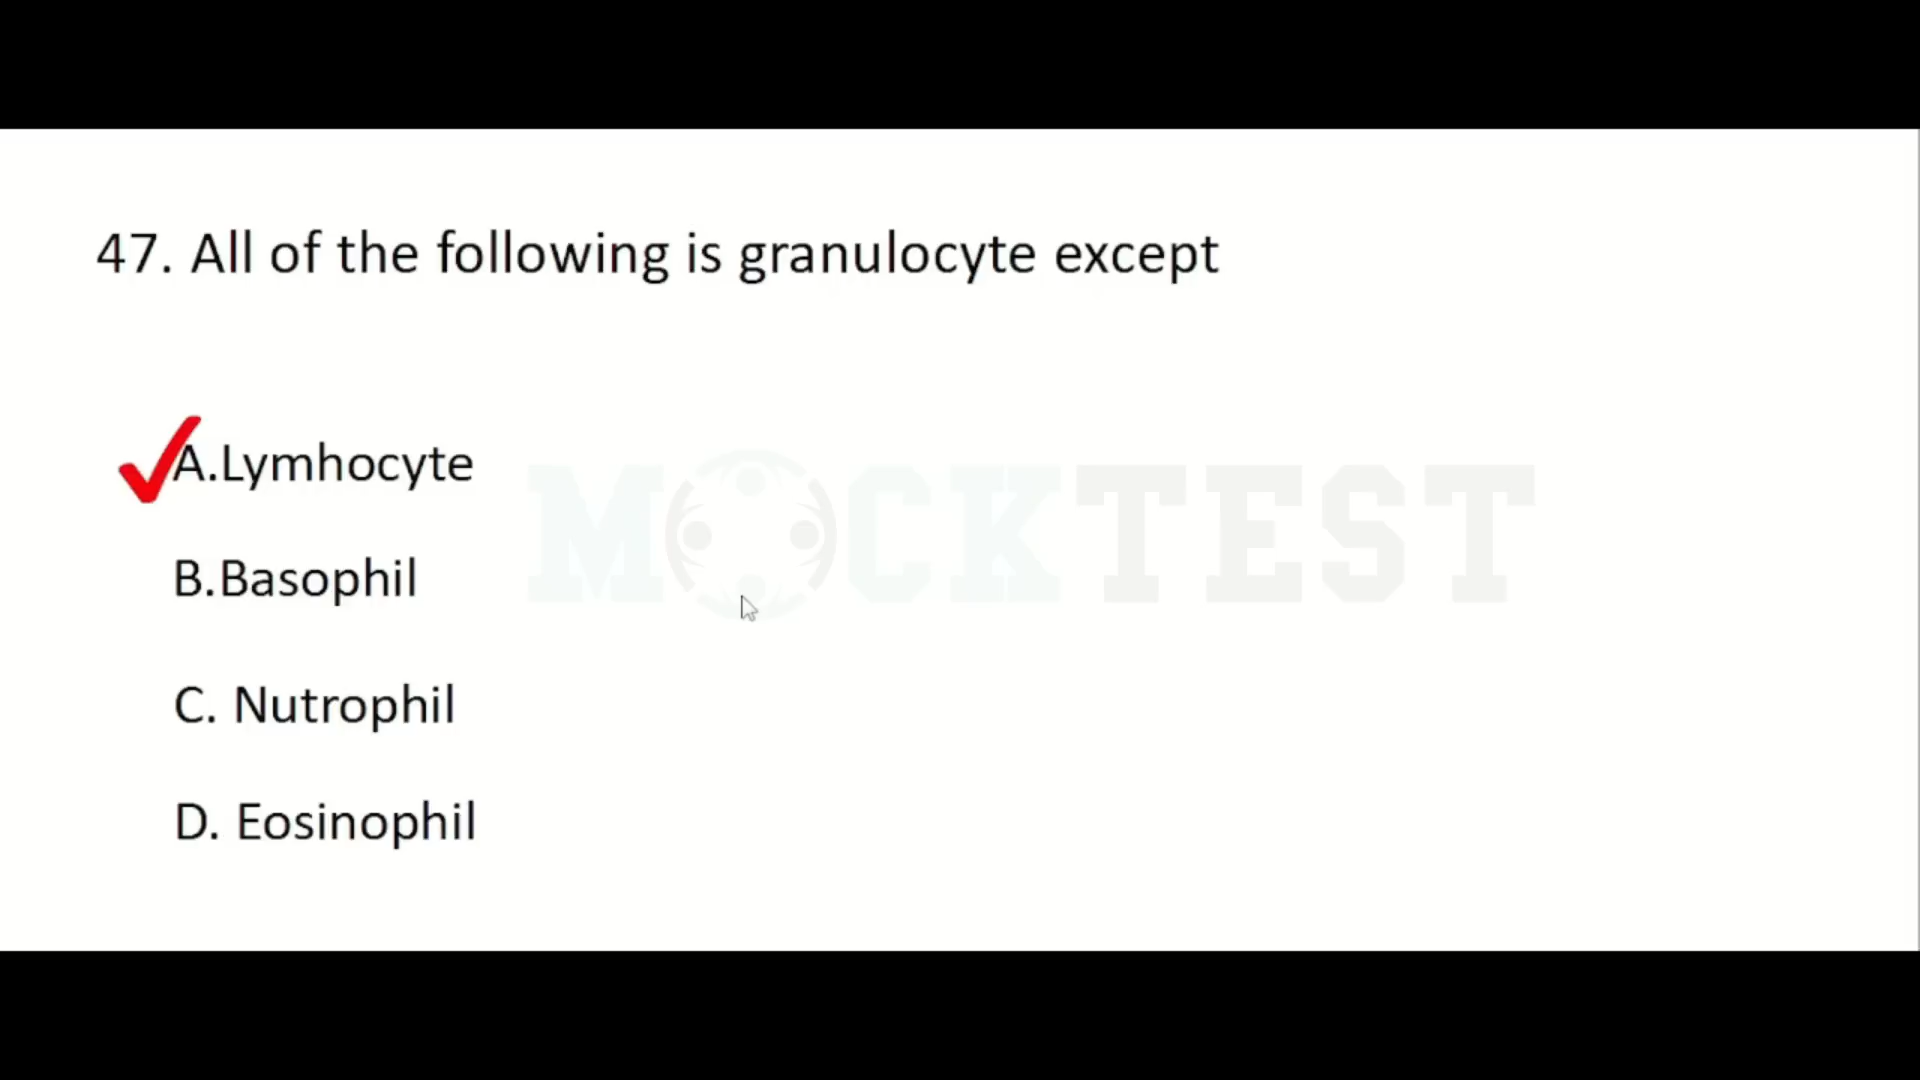 47. All of the following is granulocyte except
A.Lymhocyte
MOCKTEST
B.Basophil
C. Nutrophil
D. Eosinophil